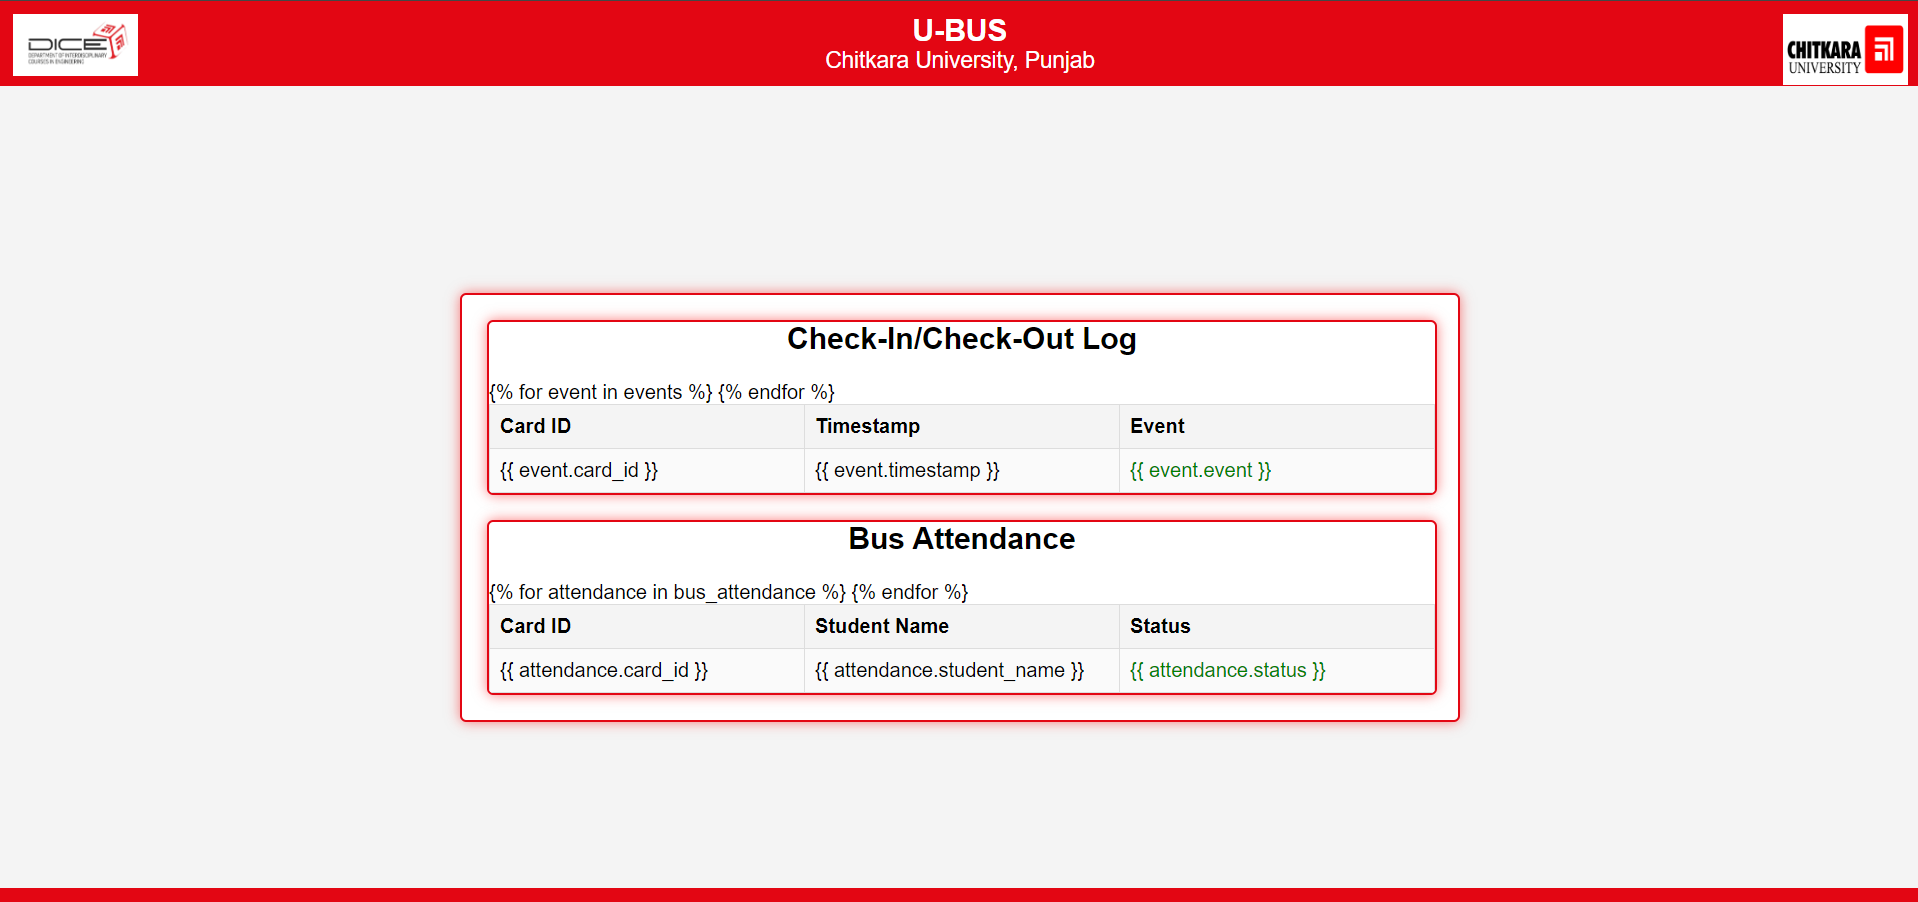 DICE
DEPARTMENT OF INTERDISCIPLINARY
COURSES IN ENGINEERING
U-BUS
Chitkara University, Punjab
CHITKARA
UNIVERSITY
Check-In/Check-Out Log
{% for event in events %} {% endfor %}
Card ID Timestamp Event
{{ event.card_id }} {{ event.timestamp }} {{ event.event }}
Bus Attendance
{% for attendance in bus_attendance %} {% endfor %}
Card ID Student Name Status
{{ attendance.card_id }} {{ attendance.student_name }} {{ attendance.status }}